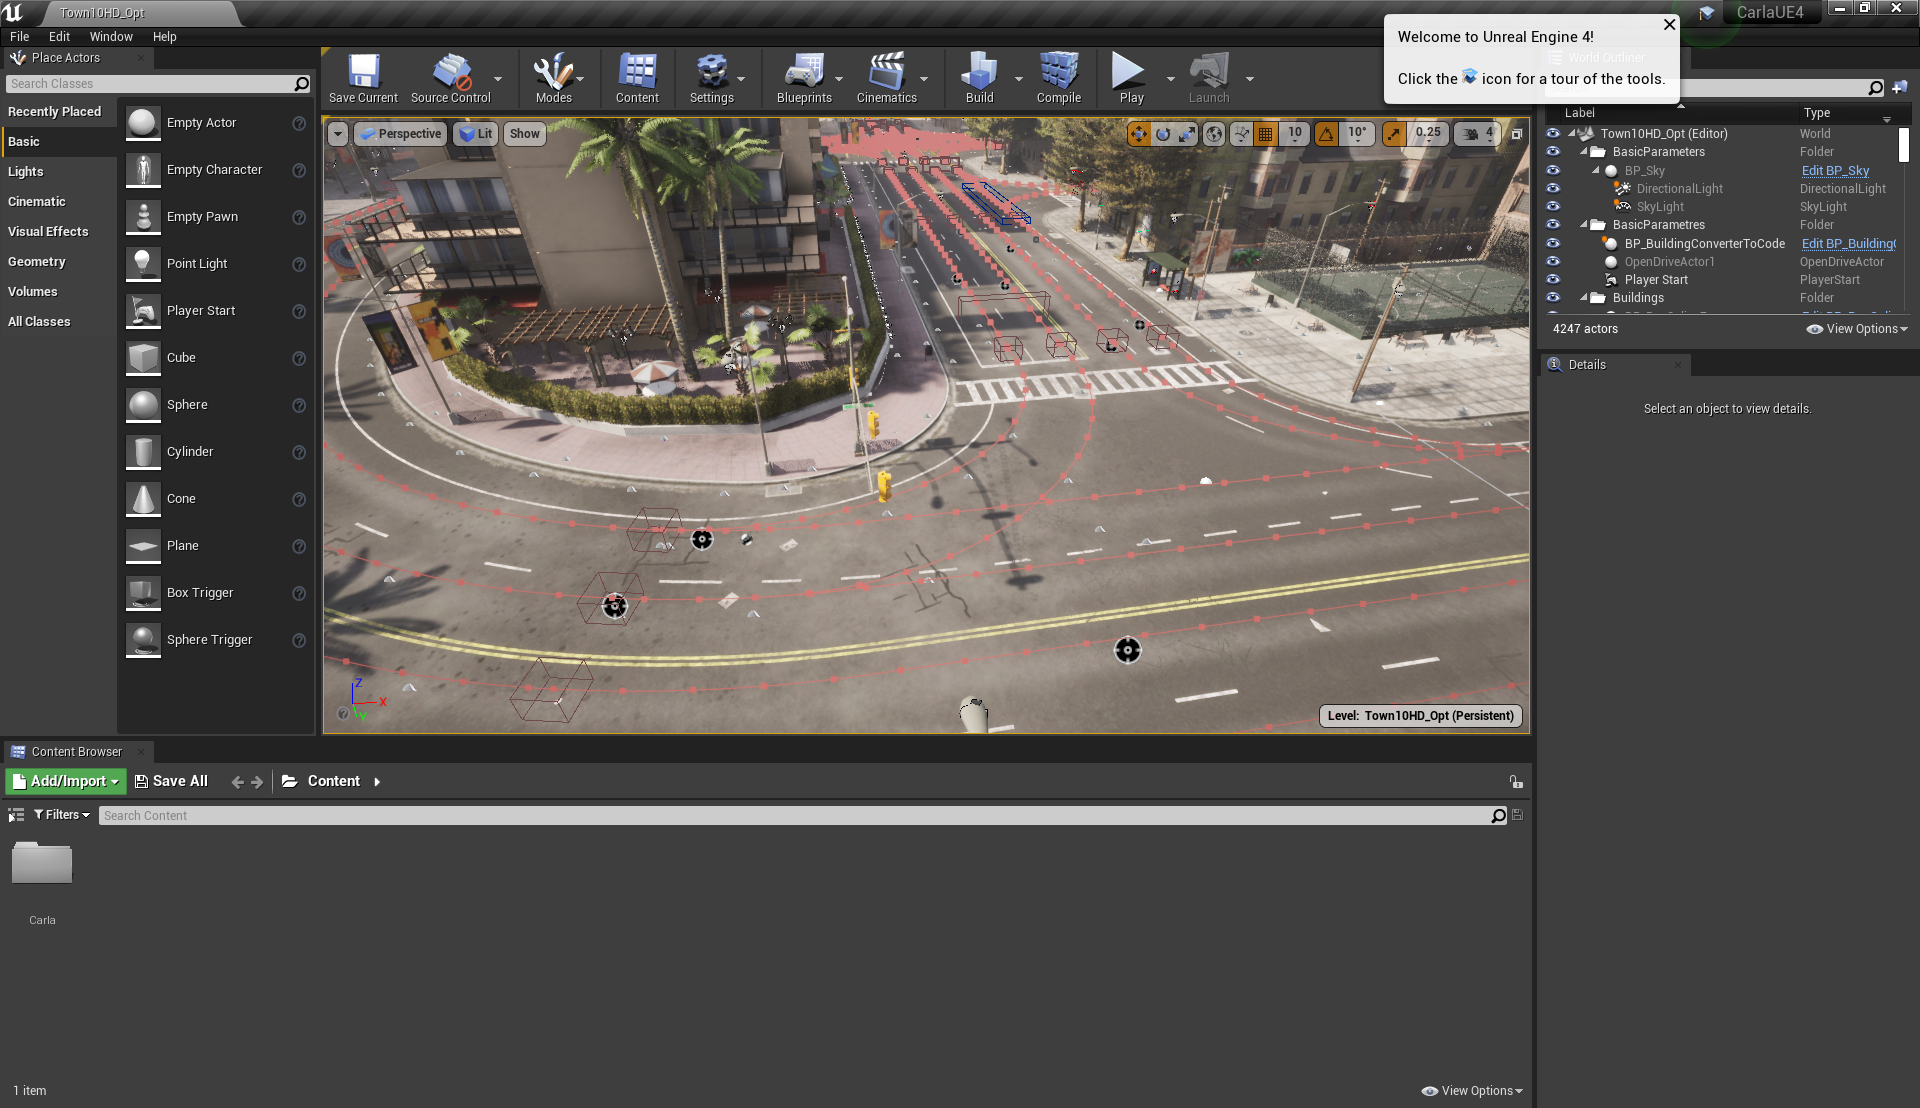 Town10HD_Opt
CarlaUE4
File Edit Window Help
Welcome to Unreal Engine 4!
Click the icon for a tour of the tools.
Place Actors
Search Classes
Recently Placed
Basic
Lights
Cinematic
Visual Effects
Geometry
Volumes
All Classes
Empty Actor
Empty Character
Empty Pawn
Point Light
Player Start
Cube
Sphere
Cylinder
Cone
Plane
Box Trigger
Sphere Trigger
Save Current
Source Control
Modes
Content
Settings
Blueprints
Cinematics
Build
Compile
Play
Launch
Perspective
Lit
Show
10
10°
0.25
4
Z
X
Y
Level: Town10HD_Opt (Persistent)
World Outliner
Label Type
Town10HD_Opt (Editor) World
BasicParameters Folder
BP_Sky Edit BP_Sky
DirectionalLight DirectionalLight
SkyLight SkyLight
BasicParametres Folder
BP_BuildingConverterToCode Edit BP_Building
OpenDriveActor1 OpenDriveActor
Player Start PlayerStart
Buildings Folder
4247 actors
View Options
Details
Select an object to view details.
Content Browser
Add/Import
Save All
Content
Filters
Search Content
Carla
1 item
View Options